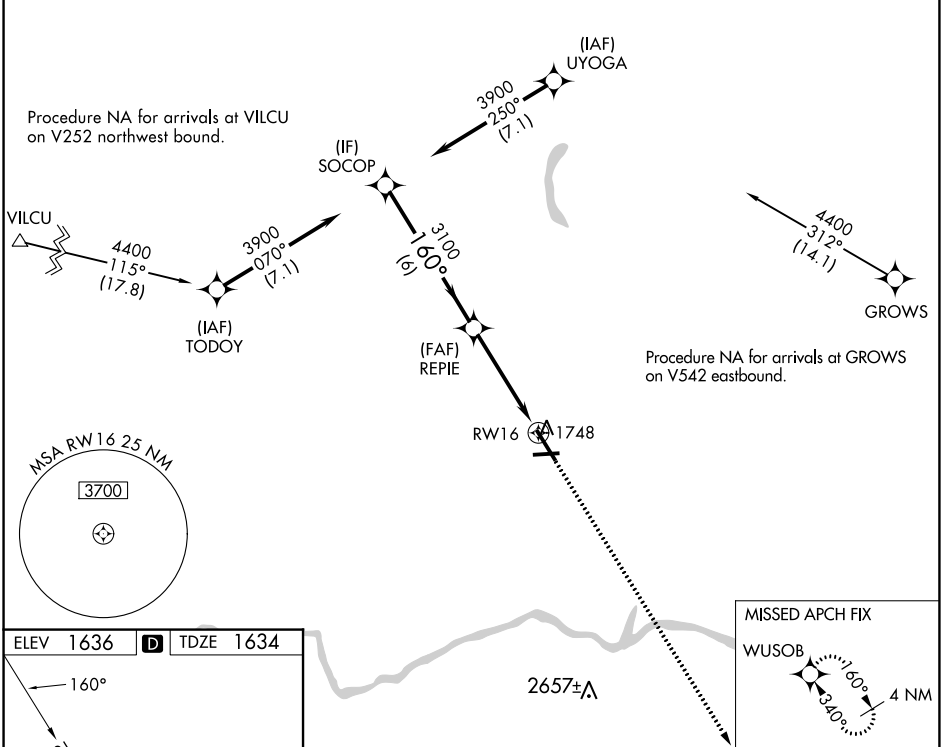 (IAF)
UYOGA
3900
250°
(7.1)
Procedure NA for arrivals at VILCU
on V252 northwest bound.
(IF)
SOCOP
VILCU
4400
115°
(17.8)
3900
070°
(7.1)
(IAF)
TODOY
3100
160°
(6)
4400
312°
(14.1)
GROWS
(FAF)
REPIE
Procedure NA for arrivals at GROWS
on V542 eastbound.
RW16
1748
MSA RW16 25 NM
3700
ELEV 1636 D TDZE 1634
160°
2657±
MISSED APCH FIX
WUSOB
160°
340°
4 NM